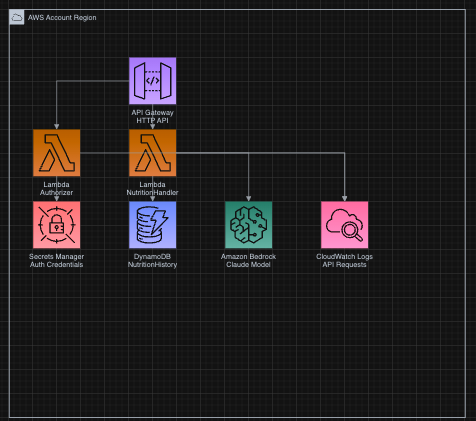 AWS Account Region
API Gateway
HTTP API
Lambda
Authorizer
Lambda
NutritionHandler
Secrets Manager
Auth Credentials
DynamoDB
NutritionHistory
Amazon Bedrock
Claude Model
CloudWatch Logs
API Requests